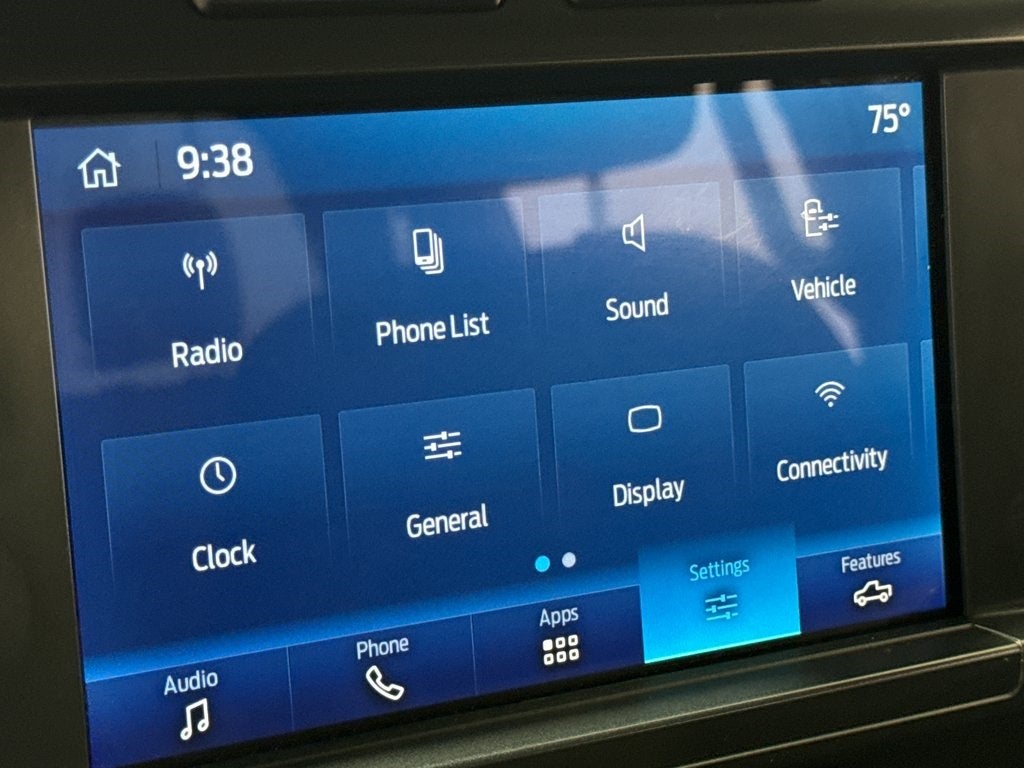 9:38
75°
Radio
Phone List
Sound
Vehicle
Clock
General
Display
Connectivity
Audio
Phone
Apps
Settings
Features